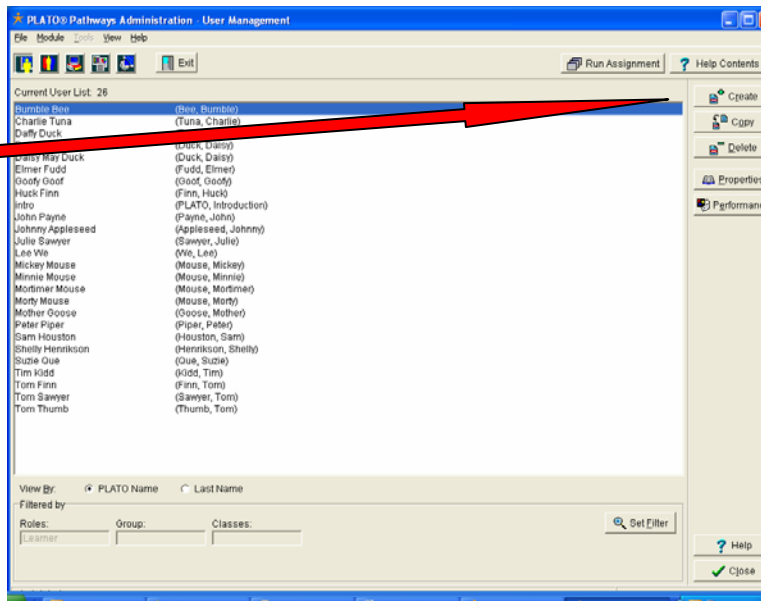 PLATO® Pathways Administration - User Management
File Module Tools View Help
Exit Run Assignment ? Help Contents
Current User List: 26
Bumble Bee (Bee, Bumble)
Charlie Tuna (Tuna, Charlie)
Daffy Duck
(Duck, Daisy)
Daisy May Duck (Duck, Daisy)
Elmer Fudd (Fudd, Elmer)
Goofy Goof (Goof, Goofy)
Huck Finn (Finn, Huck)
intro (PLATO, Introduction)
John Payne (Payne, John)
Johnny Appleseed (Appleseed, Johnny)
Julie Sawyer (Sawyer, Julie)
Lee We (We, Lee)
Mickey Mouse (Mouse, Mickey)
Minnie Mouse (Mouse, Minnie)
Mortimer Mouse (Mouse, Mortimer)
Morty Mouse (Mouse, Morty)
Mother Goose (Goose, Mother)
Peter Piper (Piper, Peter)
Sam Houston (Houston, Sam)
Shelly Henrikson (Henrikson, Shelly)
Suzie Que (Que, Suzie)
Tim Kidd (Kidd, Tim)
Tom Finn (Finn, Tom)
Tom Sawyer (Sawyer, Tom)
Tom Thumb (Thumb, Tom)
Create
Copy
Delete
Properties
Performan
View By: PLATO Name Last Name
Filtered by
Roles: Group: Classes:
Learner
Set Filter
? Help
Close